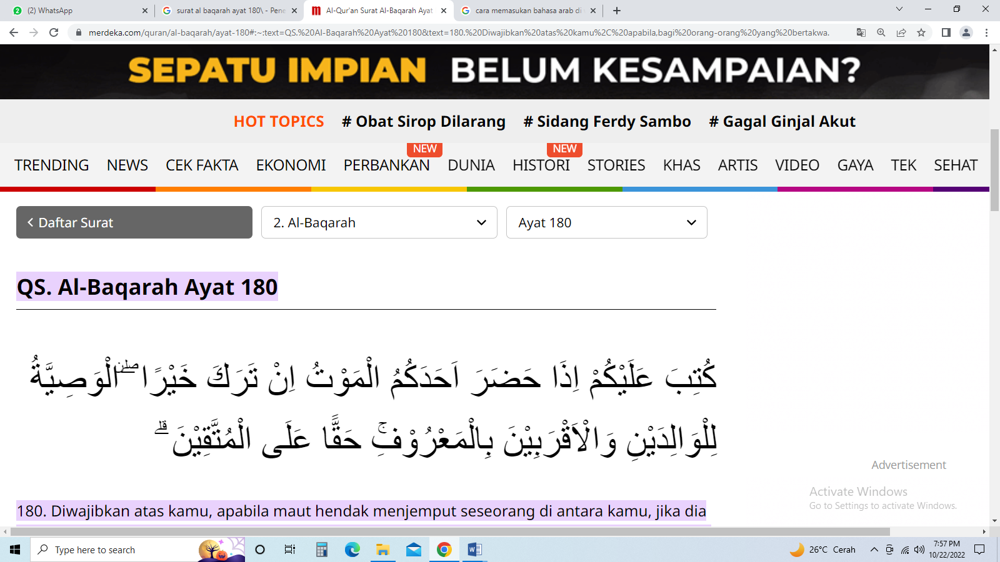 (2) WhatsApp
surat al baqarah ayat 180\ - Pene
Al-Qur'an Surat Al-Baqarah Ayat
cara memasukan bahasa arab di
merdeka.com/quran/al-baqarah/ayat-180#:~:text=QS.%20Al-Baqarah%20Ayat%20180&text=180.%20Diwajibkan%20atas%20kamu%2C%20apabila,bagi%20orang-orang%20yang%20bertakwa.
SEPATU IMPIAN BELUM KESAMPAIAN?
HOT TOPICS # Obat Sirop Dilarang # Sidang Ferdy Sambo # Gagal Ginjal Akut
NEW NEW
TRENDING NEWS CEK FAKTA EKONOMI PERBANKAN DUNIA HISTORI STORIES KHAS ARTIS VIDEO GAYA TEK SEHAT
Daftar Surat
2. Al-Baqarah
Ayat 180
QS. Al-Baqarah Ayat 180
كُتِبَ عَلَيْكُمْ اِذَا حَضَرَ اَحَدَكُمُ الْمَوْتُ اِنْ تَرَكَ خَيْرًا ۖۨالْوَصِيَّةُ
لِلْوَالِدَيْنِ وَالْاَقْرَبِيْنَ بِالْمَعْرُوْفِۚ حَقًّا عَلَى الْمُتَّقِيْنَ ۗ
Advertisement
Activate Windows
Go to Settings to activate Windows.
180. Diwajibkan atas kamu, apabila maut hendak menjemput seseorang di antara kamu, jika dia
Type here to search
26°C Cerah
7:57 PM
10/22/2022